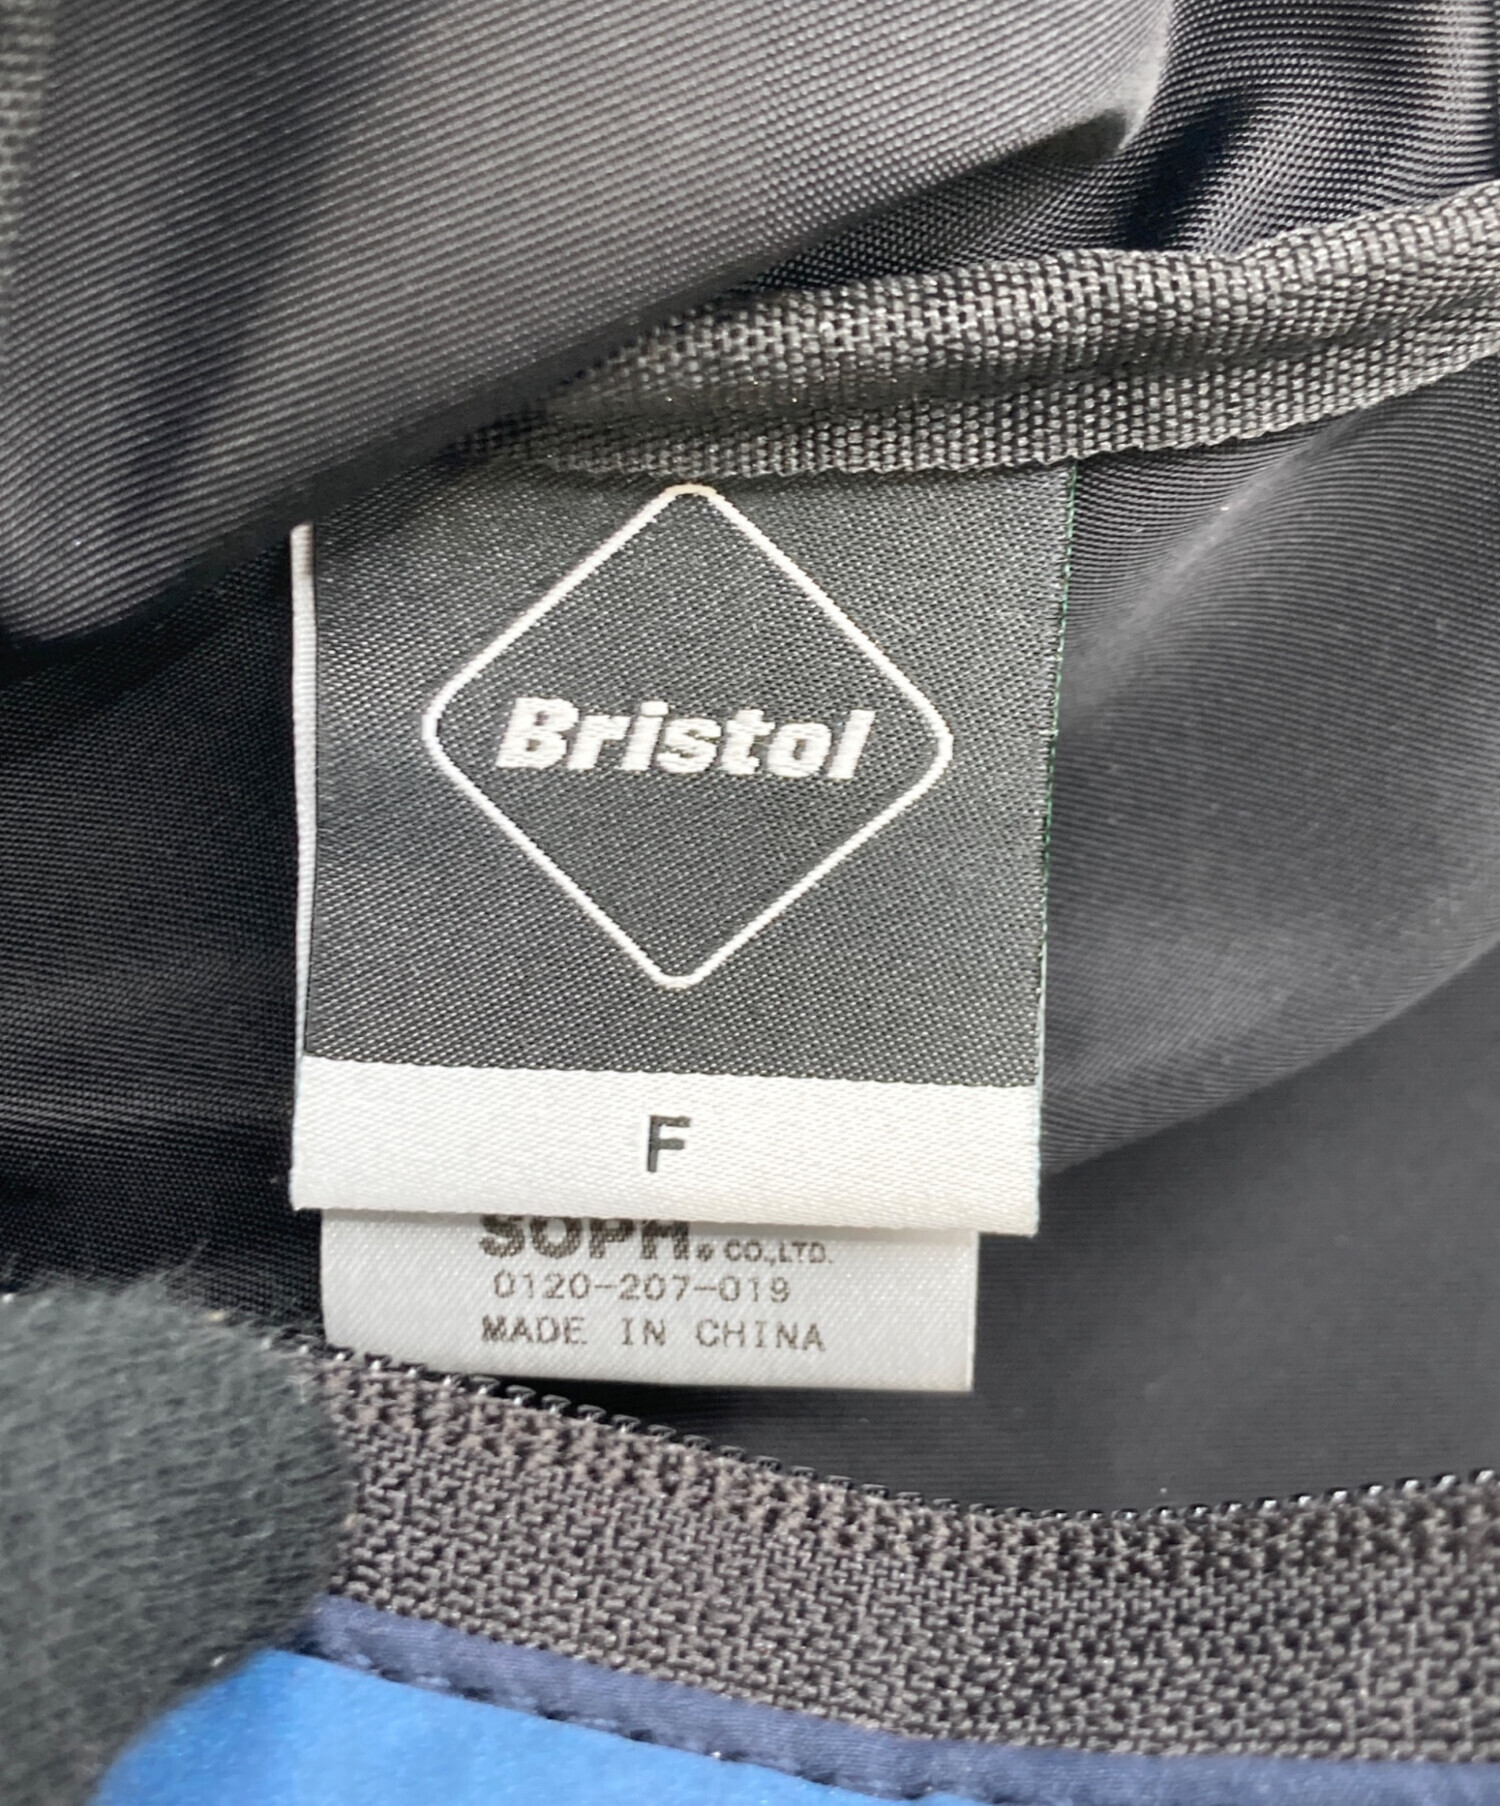 Bristol
F
SOPH. CO.,LTD.
0120-207-019
MADE IN CHINA